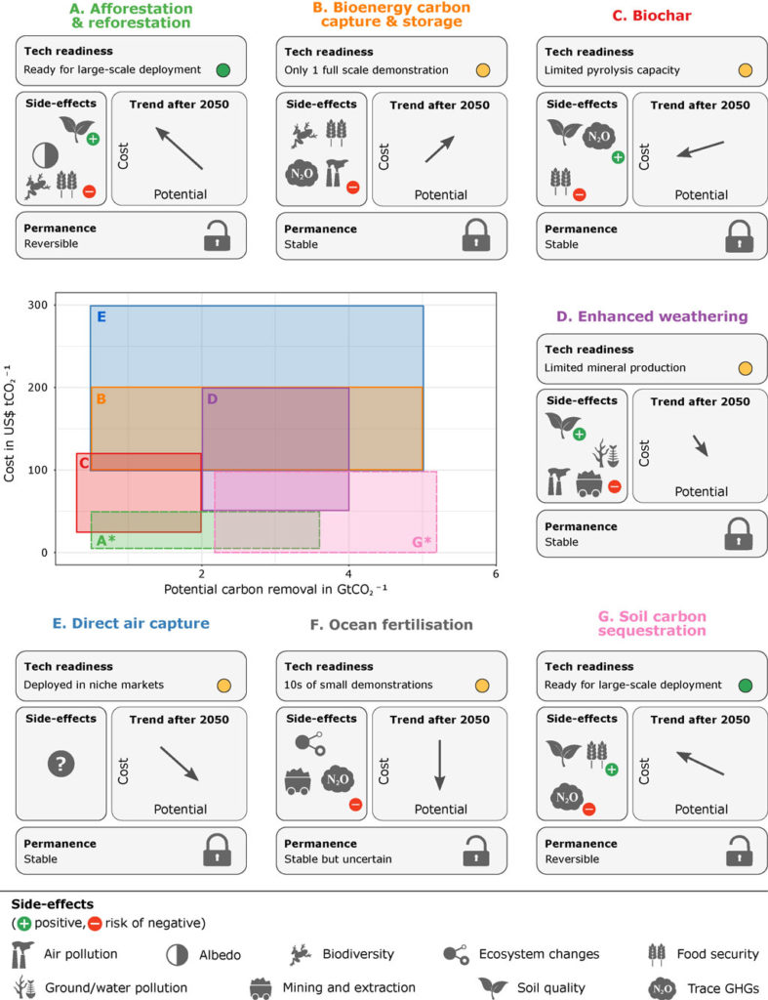 A. Afforestation
& reforestation
Tech readiness
Ready for large-scale deployment
Side-effects
Trend after 2050
Cost
Potential
Permanence
Reversible
B. Bioenergy carbon
capture & storage
Tech readiness
Only 1 full scale demonstration
Side-effects
N₂O
Trend after 2050
Cost
Potential
Permanence
Stable
C. Biochar
Tech readiness
Limited pyrolysis capacity
Side-effects
N₂O
Trend after 2050
Cost
Potential
Permanence
Stable
Cost in US$ tCO₂⁻¹
300
200
100
0
E
B
D
C
A*
G*
2
4
6
Potential carbon removal in GtCO₂⁻¹
D. Enhanced weathering
Tech readiness
Limited mineral production
Side-effects
Trend after 2050
Cost
Potential
Permanence
Stable
E. Direct air capture
Tech readiness
Deployed in niche markets
Side-effects
?
Trend after 2050
Cost
Potential
Permanence
Stable
F. Ocean fertilisation
Tech readiness
10s of small demonstrations
Side-effects
N₂O
Trend after 2050
Cost
Potential
Permanence
Stable but uncertain
G. Soil carbon
sequestration
Tech readiness
Ready for large-scale deployment
Side-effects
N₂O
Trend after 2050
Cost
Potential
Permanence
Reversible
Side-effects
(+ positive, − risk of negative)
Air pollution
Albedo
Biodiversity
Ecosystem changes
Food security
Ground/water pollution
Mining and extraction
Soil quality
N₂O Trace GHGs